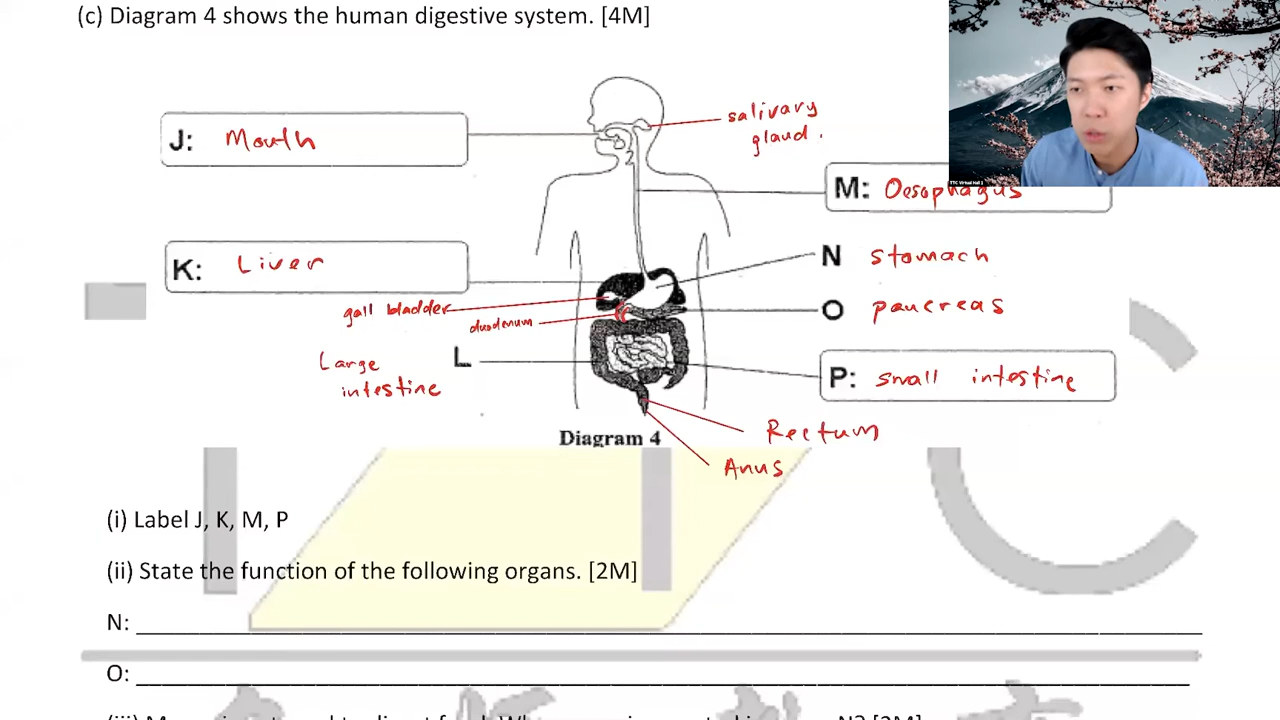 (c) Diagram 4 shows the human digestive system. [4M]
salivary
gland.
J: Mouth
M: Oesophagus
N stomach
K: Liver
gall bladder
O pancreas
duodenum
Large
intestine
L
P: small intestine
Rectum
Diagram 4
Anus
(i) Label J, K, M, P
(ii) State the function of the following organs. [2M]
N:
O: